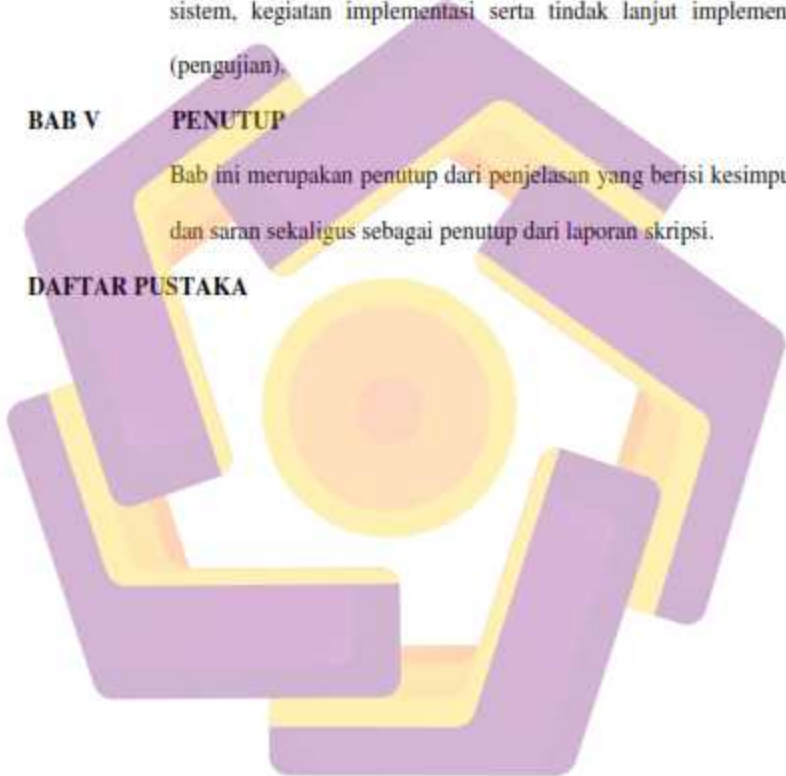 sistem, kegiatan implementasi serta tindak lanjut implemen
(pengujian).
BAB V PENUTUP
Bab ini merupakan penutup dari penjelasan yang berisi kesimpu
dan saran sekaligus sebagai penutup dari laporan skripsi.
DAFTAR PUSTAKA